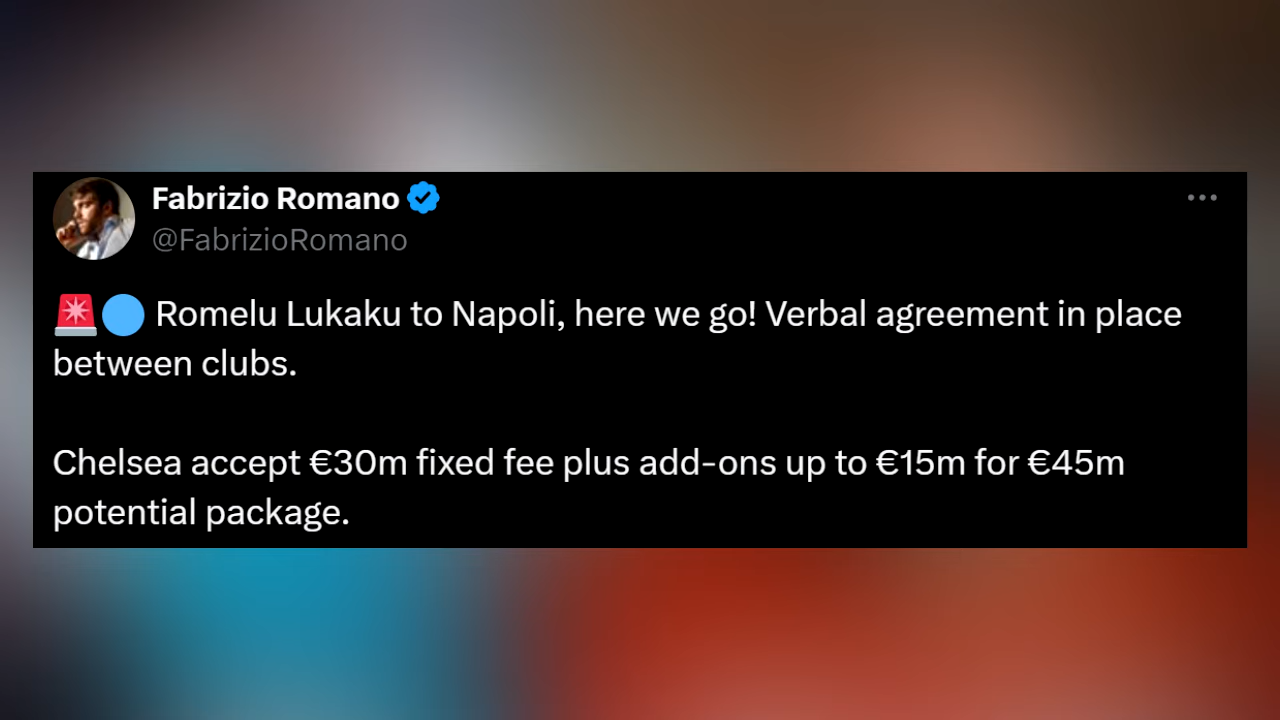 Fabrizio Romano
@FabrizioRomano
🚨🔵 Romelu Lukaku to Napoli, here we go! Verbal agreement in place
between clubs.
Chelsea accept €30m fixed fee plus add-ons up to €15m for €45m
potential package.